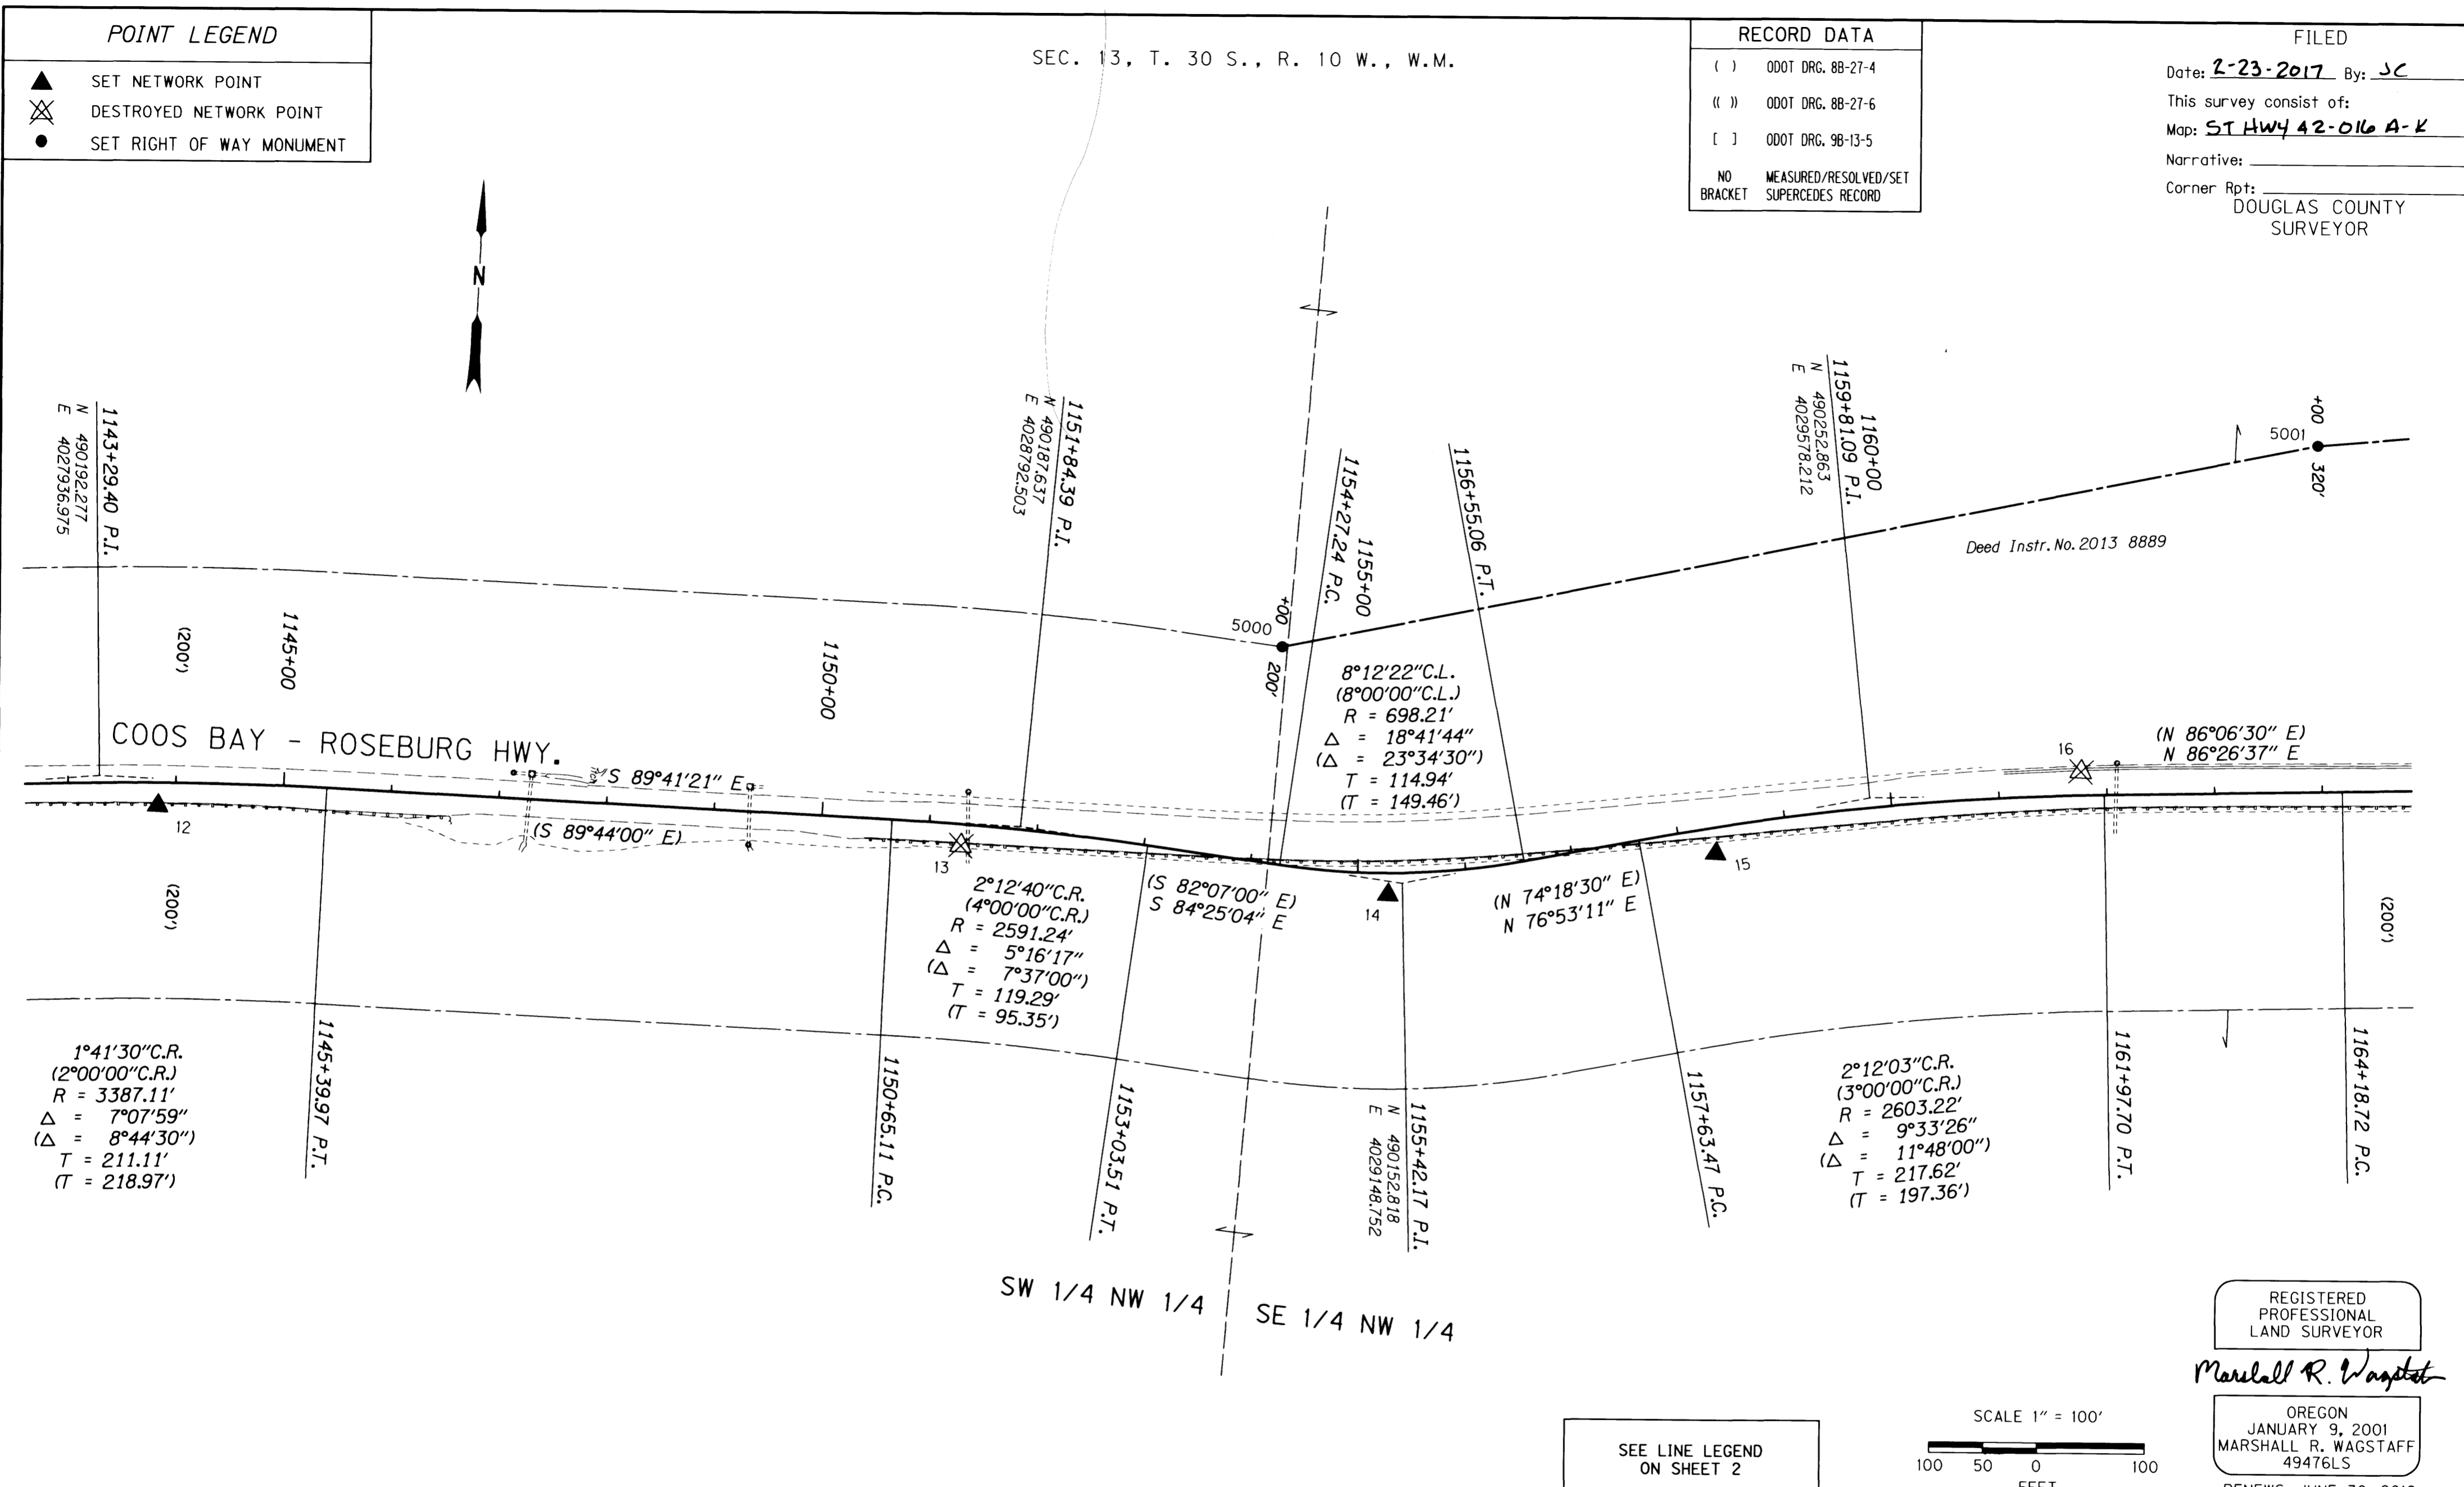 POINT LEGEND
SET NETWORK POINT
DESTROYED NETWORK POINT
SET RIGHT OF WAY MONUMENT
SEC. 13, T. 30 S., R. 10 W., W.M.
RECORD DATA
( ) ODOT DRG. 8B-27-4
(( )) ODOT DRG. 8B-27-6
[ ] ODOT DRG. 9B-13-5
NO BRACKET MEASURED/RESOLVED/SET
SUPERCEDES RECORD
FILED
Date: 2-23-2017 By: JC
This survey consist of:
Map: ST HWY 42-016 A-K
Narrative:
Corner Rpt:
DOUGLAS COUNTY
SURVEYOR
N
1143+29.40 P.I.
N 490192.277
E 4027936.975
1151+84.39 P.I.
N 490187.637
E 4028792.503
1155+00
1154+27.24 P.C.
1156+55.06 P.T.
1160+00
1159+81.09 P.I.
N 490252.863
E 4029578.212
+00
5001
320'
Deed Instr. No. 2013 8889
(200')
1145+00
1150+00
5000
+00
200'
8°12'22"C.L.
(8°00'00"C.L.)
R = 698.21'
Δ = 18°41'44"
(Δ = 23°34'30")
T = 114.94'
(T = 149.46')
COOS BAY - ROSEBURG HWY.
S 89°41'21" E
(S 89°44'00" E)
12
13
14
15
16
(N 86°06'30" E)
N 86°26'37" E
(S 82°07'00" E)
S 84°25'04" E
(N 74°18'30" E)
N 76°53'11" E
(200')
(200')
2°12'40"C.R.
(4°00'00"C.R.)
R = 2591.24'
Δ = 5°16'17"
(Δ = 7°37'00")
T = 119.29'
(T = 95.35')
1°41'30"C.R.
(2°00'00"C.R.)
R = 3387.11'
Δ = 7°07'59"
(Δ = 8°44'30")
T = 211.11'
(T = 218.97')
1145+39.97 P.T.
1150+65.11 P.C.
1153+03.51 P.T.
1155+42.17 P.I.
N 490152.818
E 4029148.752
1157+63.47 P.C.
2°12'03"C.R.
(3°00'00"C.R.)
R = 2603.22'
Δ = 9°33'26"
(Δ = 11°48'00")
T = 217.62'
(T = 197.36')
1161+97.70 P.T.
1164+18.72 P.C.
SW 1/4 NW 1/4
SE 1/4 NW 1/4
REGISTERED
PROFESSIONAL
LAND SURVEYOR
Marshall R. Wagstaff
OREGON
JANUARY 9, 2001
MARSHALL R. WAGSTAFF
49476LS
SEE LINE LEGEND
ON SHEET 2
SCALE 1" = 100'
100 50 0 100
FEET